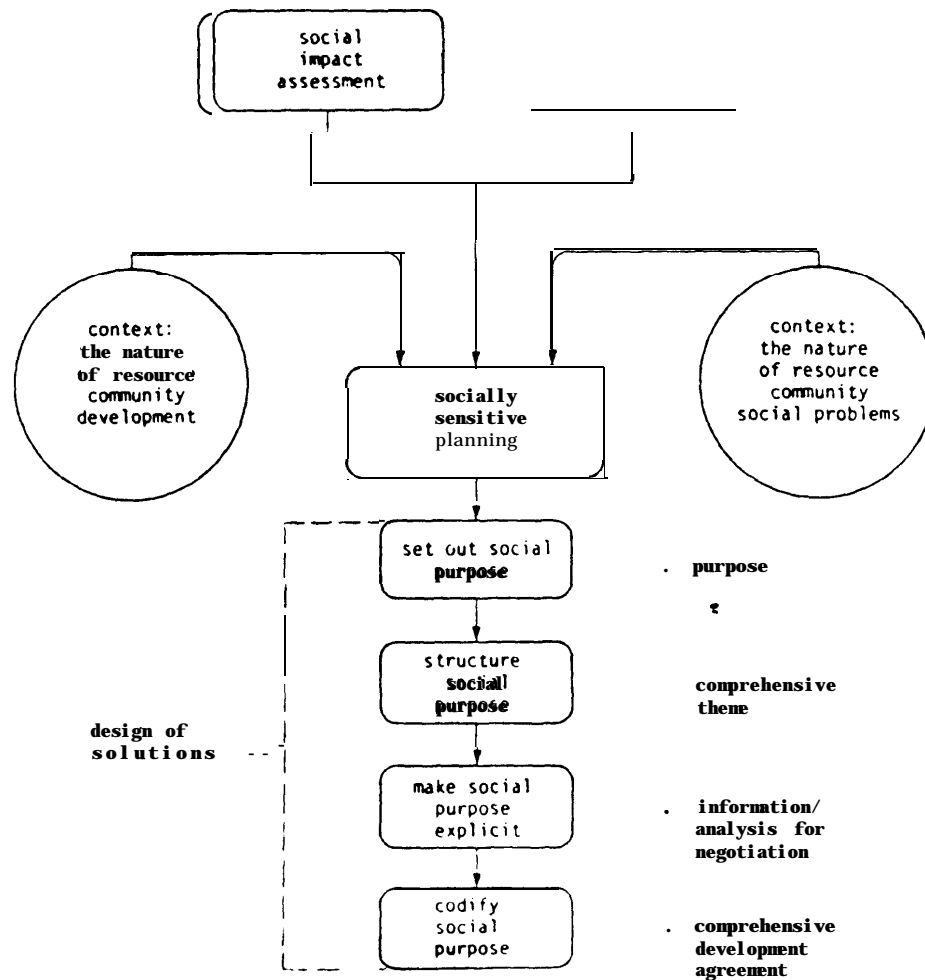 social
impact
assessment
context:
the nature
of resource
community
development
context:
the nature
of resource
community
social problems
socially
sensitive
planning
set out social
purpose
. purpose
structure
social
purpose
comprehensive
theme
design of
solutions --
make social
purpose
explicit
. information/
analysis for
negotiation
codify
social
purpose
. comprehensive
development
agreement